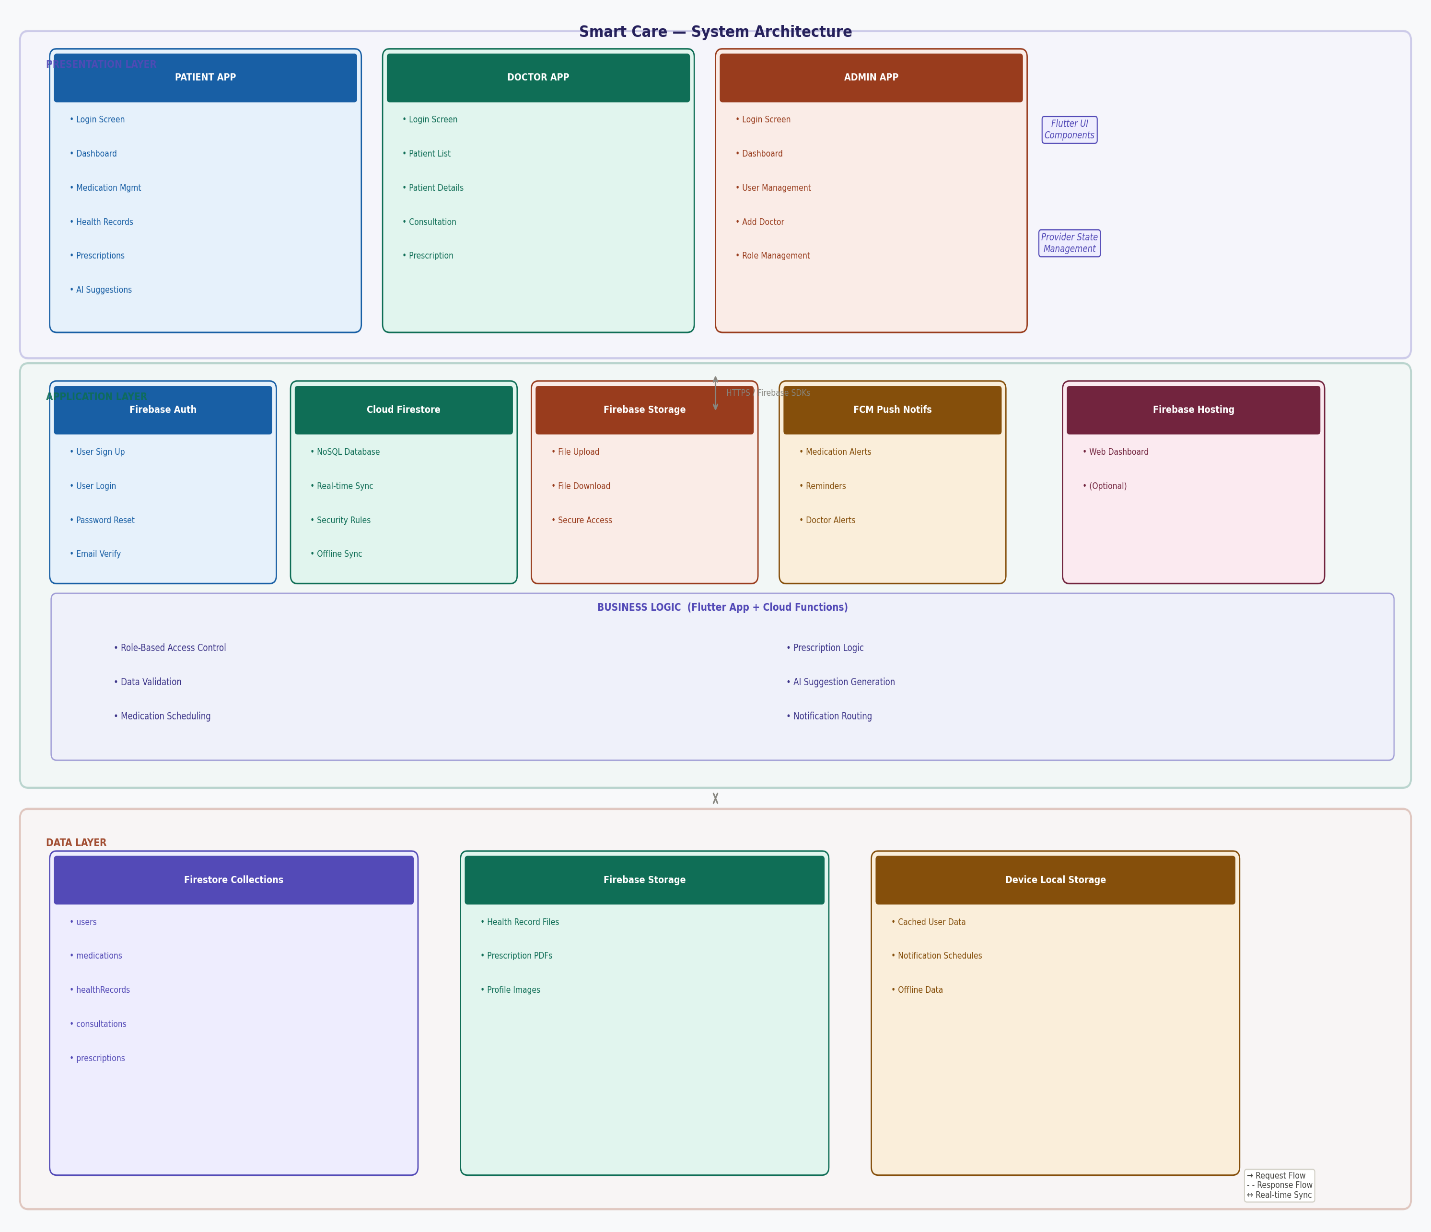 Smart Care — System Architecture
PRESENTATION LAYER
PATIENT APP
• Login Screen
• Dashboard
• Medication Mgmt
• Health Records
• Prescriptions
• AI Suggestions
DOCTOR APP
• Login Screen
• Patient List
• Patient Details
• Consultation
• Prescription
ADMIN APP
• Login Screen
• Dashboard
• User Management
• Add Doctor
• Role Management
Flutter UI
Components
Provider State
Management
HTTPS / Firebase SDKs
APPLICATION LAYER
Firebase Auth
• User Sign Up
• User Login
• Password Reset
• Email Verify
Cloud Firestore
• NoSQL Database
• Real-time Sync
• Security Rules
• Offline Sync
Firebase Storage
• File Upload
• File Download
• Secure Access
FCM Push Notifs
• Medication Alerts
• Reminders
• Doctor Alerts
Firebase Hosting
• Web Dashboard
• (Optional)
BUSINESS LOGIC  (Flutter App + Cloud Functions)
• Role-Based Access Control
• Data Validation
• Medication Scheduling
• Prescription Logic
• AI Suggestion Generation
• Notification Routing
DATA LAYER
Firestore Collections
• users
• medications
• healthRecords
• consultations
• prescriptions
Firebase Storage
• Health Record Files
• Prescription PDFs
• Profile Images
Device Local Storage
• Cached User Data
• Notification Schedules
• Offline Data
→ Request Flow
- - Response Flow
↔ Real-time Sync